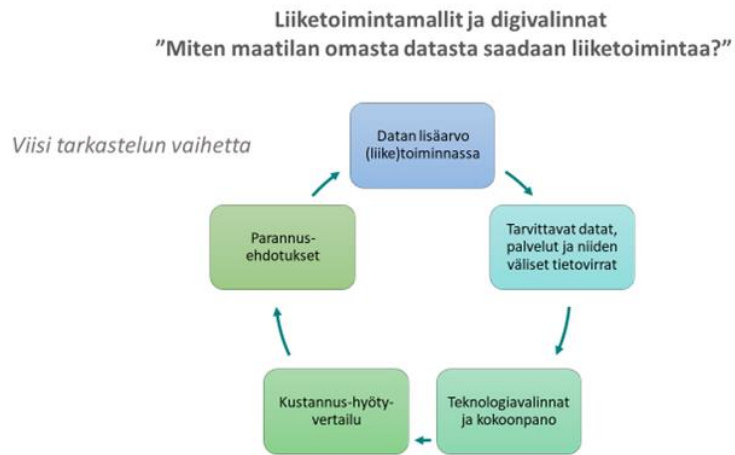 Liiketoimintamallit ja digivalinnat
”Miten maatilan omasta datasta saadaan liiketoimintaa?”
Viisi tarkastelun vaihetta
Datan lisäarvo
(liike)toiminnassa
Tarvittavat datat,
palvelut ja niiden
väliset tietovirrat
Teknologiavalinnat
ja kokoonpano
Kustannus-hyöty-
vertailu
Parannus-
ehdotukset